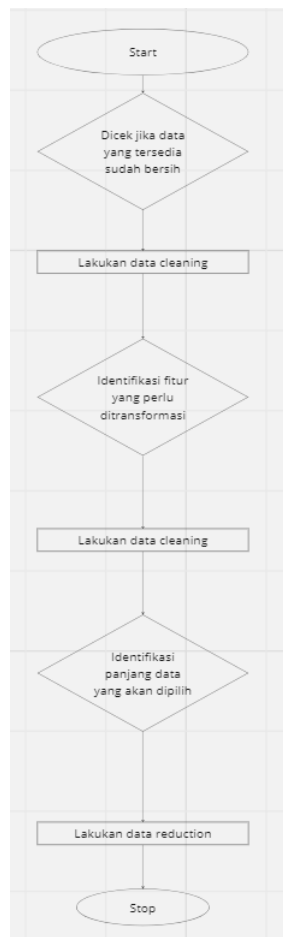 Start
Dicek jika data
yang tersedia
sudah bersih
Lakukan data cleaning
Identifikasi fitur
yang perlu
ditransformasi
Lakukan data cleaning
Identifikasi
panjang data
yang akan dipilih
Lakukan data reduction
Stop